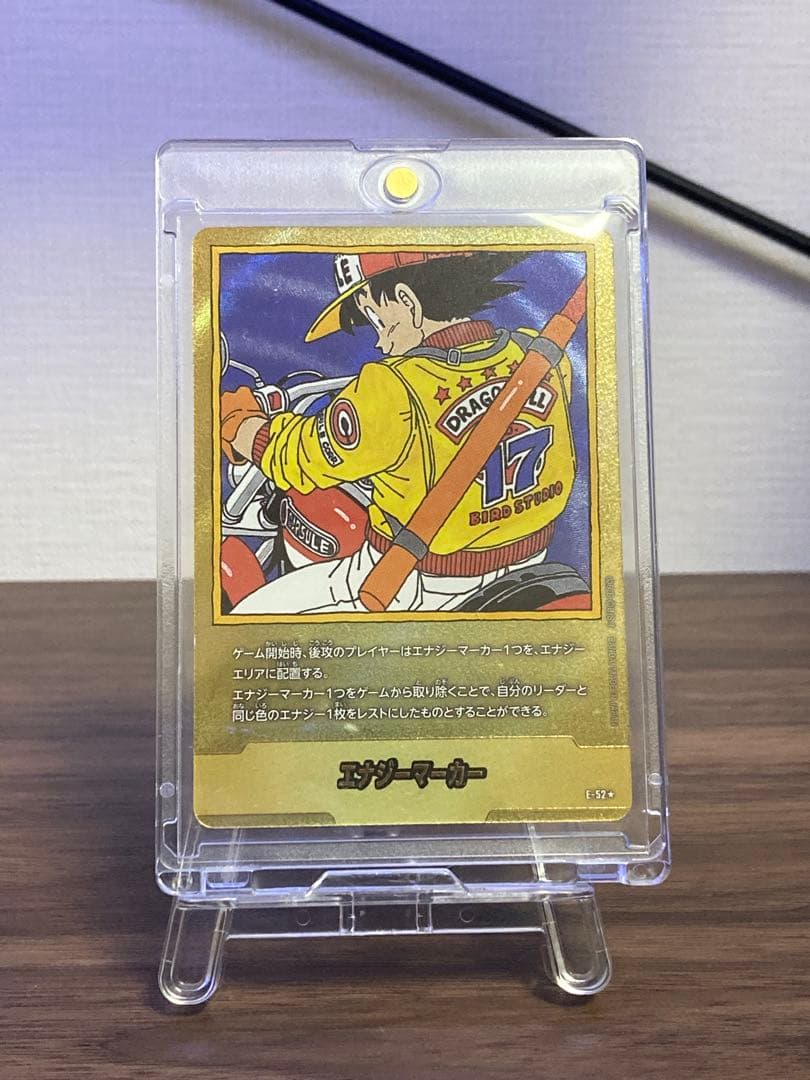 LE
DRAGO LL
17
BIRD STUDIO
ULE CORP
C
CAPSULE
ゲーム開始時、後攻のプレイヤーはエナジーマーカー1つを、エナジー
エリアに配置する。
エナジーマーカー1つをゲームから取り除くことで、自分のリーダーと
同じ色のエナジー1枚をレストにしたものとすることができる。
エナジーマーカー
E-52★